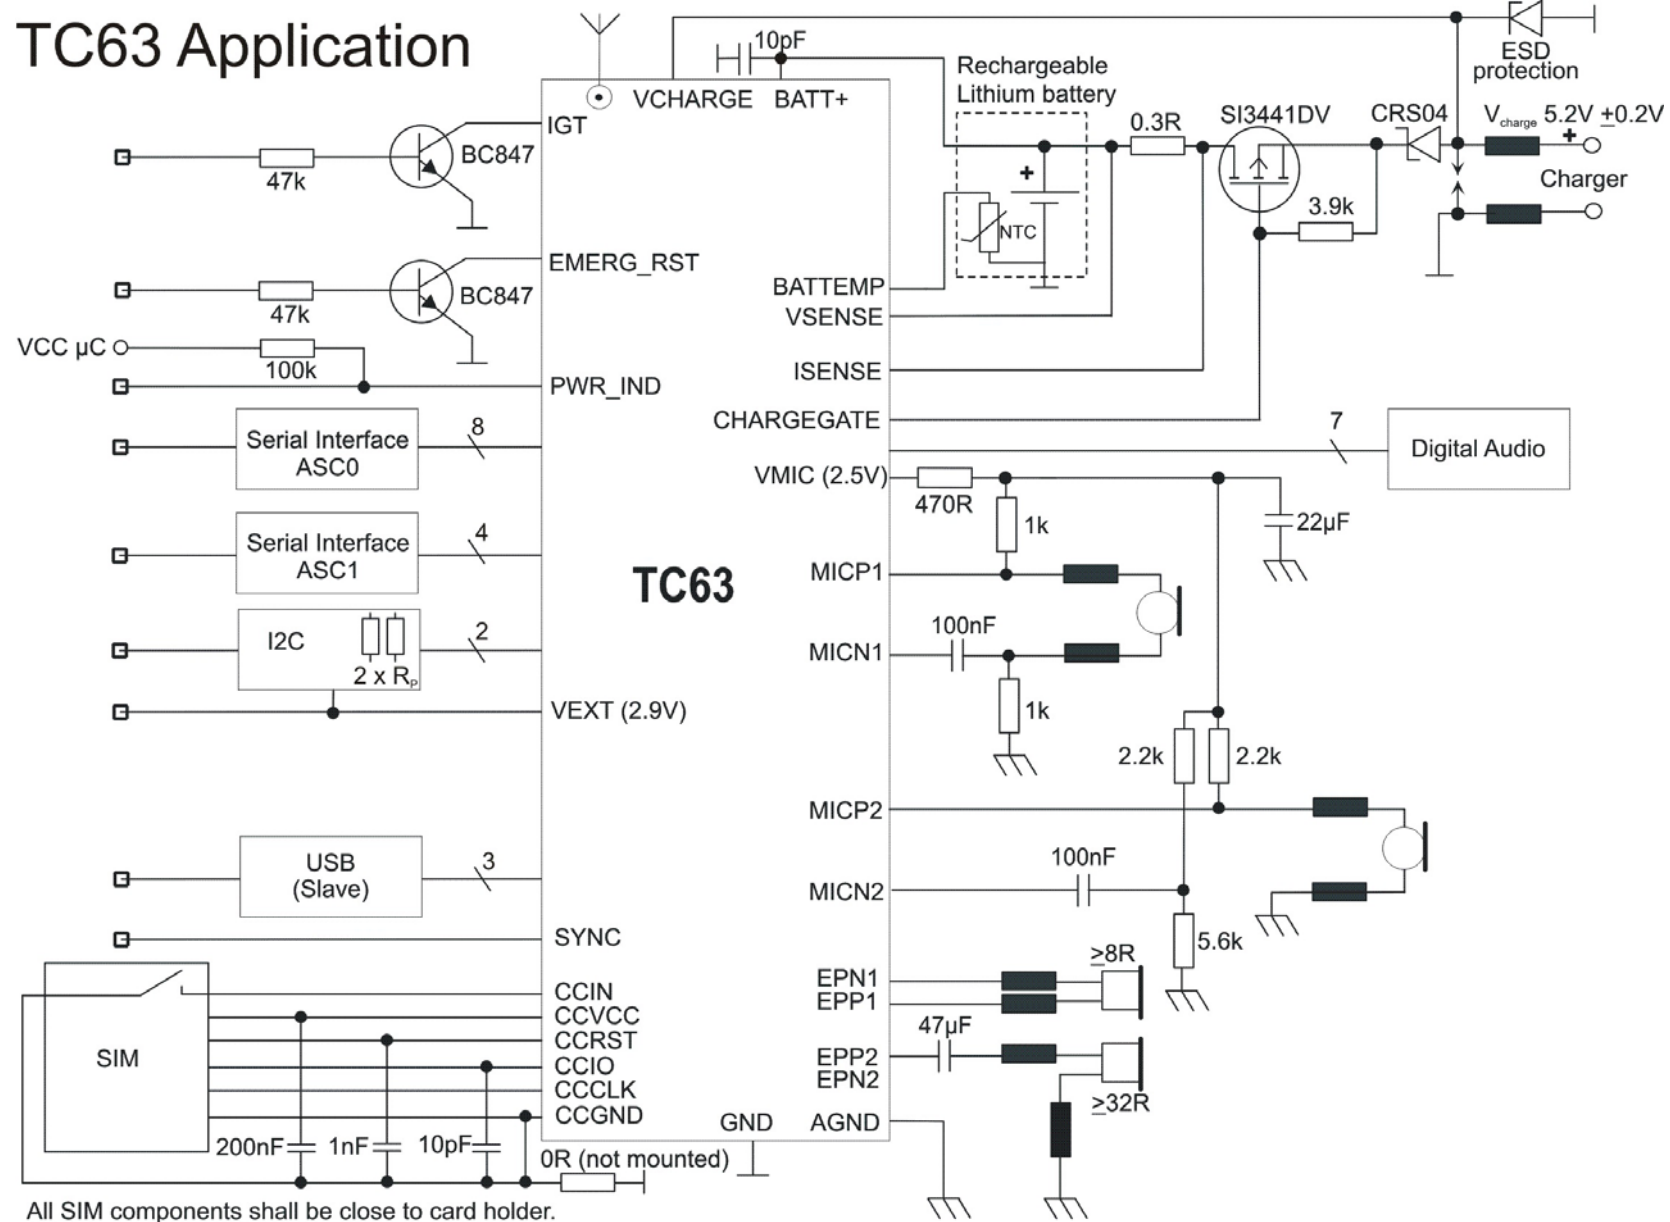 TC63 Application
10pF
VCHARGE BATT+
Rechargeable
Lithium battery
ESD
protection
IGT
BC847
47k
0.3R
SI3441DV
CRS04
Vcharge 5.2V ±0.2V
+
Charger
3.9k
+
NTC
EMERG_RST
BC847
47k
BATTEMP
VSENSE
VCC µC
100k
PWR_IND
ISENSE
CHARGEGATE
Serial Interface
ASC0
8
7
Digital Audio
VMIC (2.5V)
470R
1k
22µF
Serial Interface
ASC1
4
TC63
MICP1
I2C
2 x RP
2
100nF
MICN1
1k
VEXT (2.9V)
2.2k
2.2k
MICP2
USB
(Slave)
3
100nF
MICN2
5.6k
SYNC
SIM
CCIN
CCVCC
CCRST
CCIO
CCCLK
CCGND
≥8R
EPN1
EPP1
47µF
EPP2
EPN2
≥32R
GND
AGND
200nF
1nF
10pF
0R (not mounted)
All SIM components shall be close to card holder.